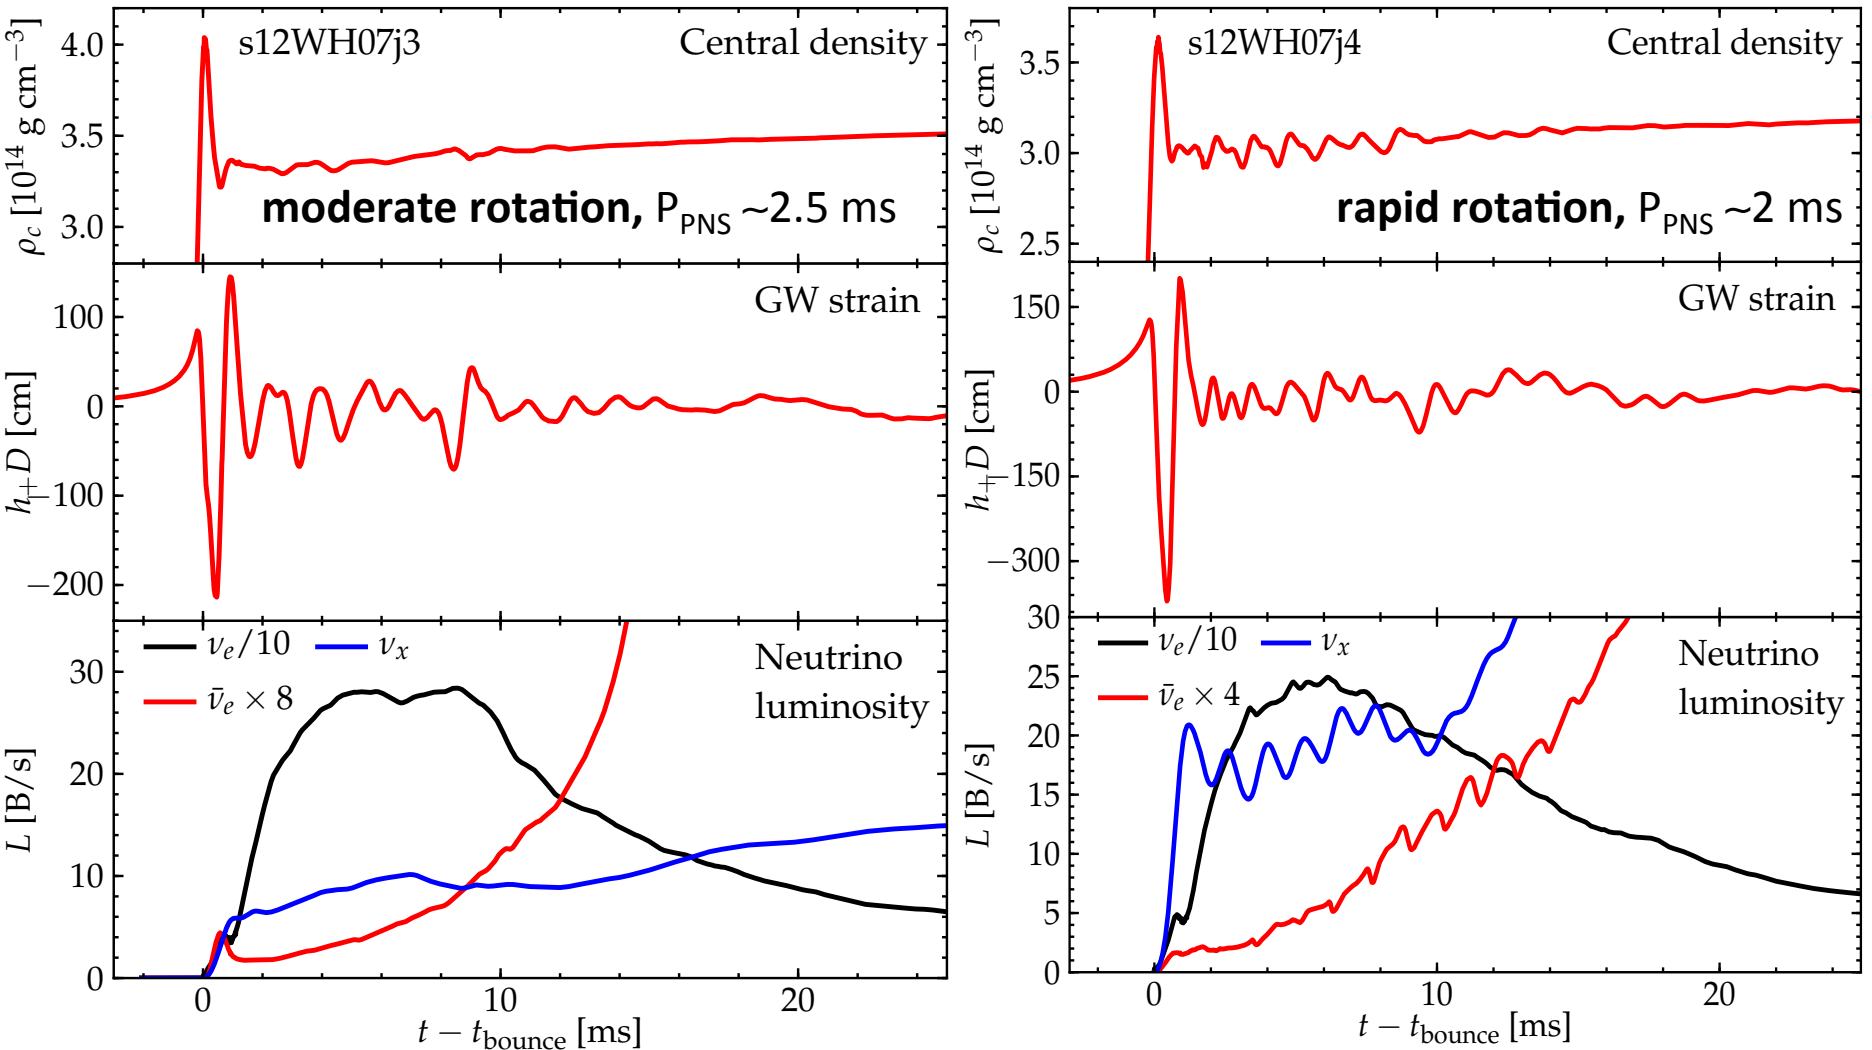 s12WH07j3
Central density
4.0
3.5
3.0
ρc [10^14 g cm^−3]
moderate rotation, P_PNS ~2.5 ms
GW strain
100
0
−100
−200
h+D [cm]
νe/10
νx
ν̄e × 8
Neutrino
luminosity
30
20
10
0
L [B/s]
0
10
20
t − t_bounce [ms]
s12WH07j4
Central density
3.5
3.0
2.5
ρc [10^14 g cm^−3]
rapid rotation, P_PNS ~2 ms
GW strain
150
0
−150
−300
h+D [cm]
νe/10
νx
ν̄e × 4
Neutrino
luminosity
30
25
20
15
10
5
0
L [B/s]
0
10
20
t − t_bounce [ms]